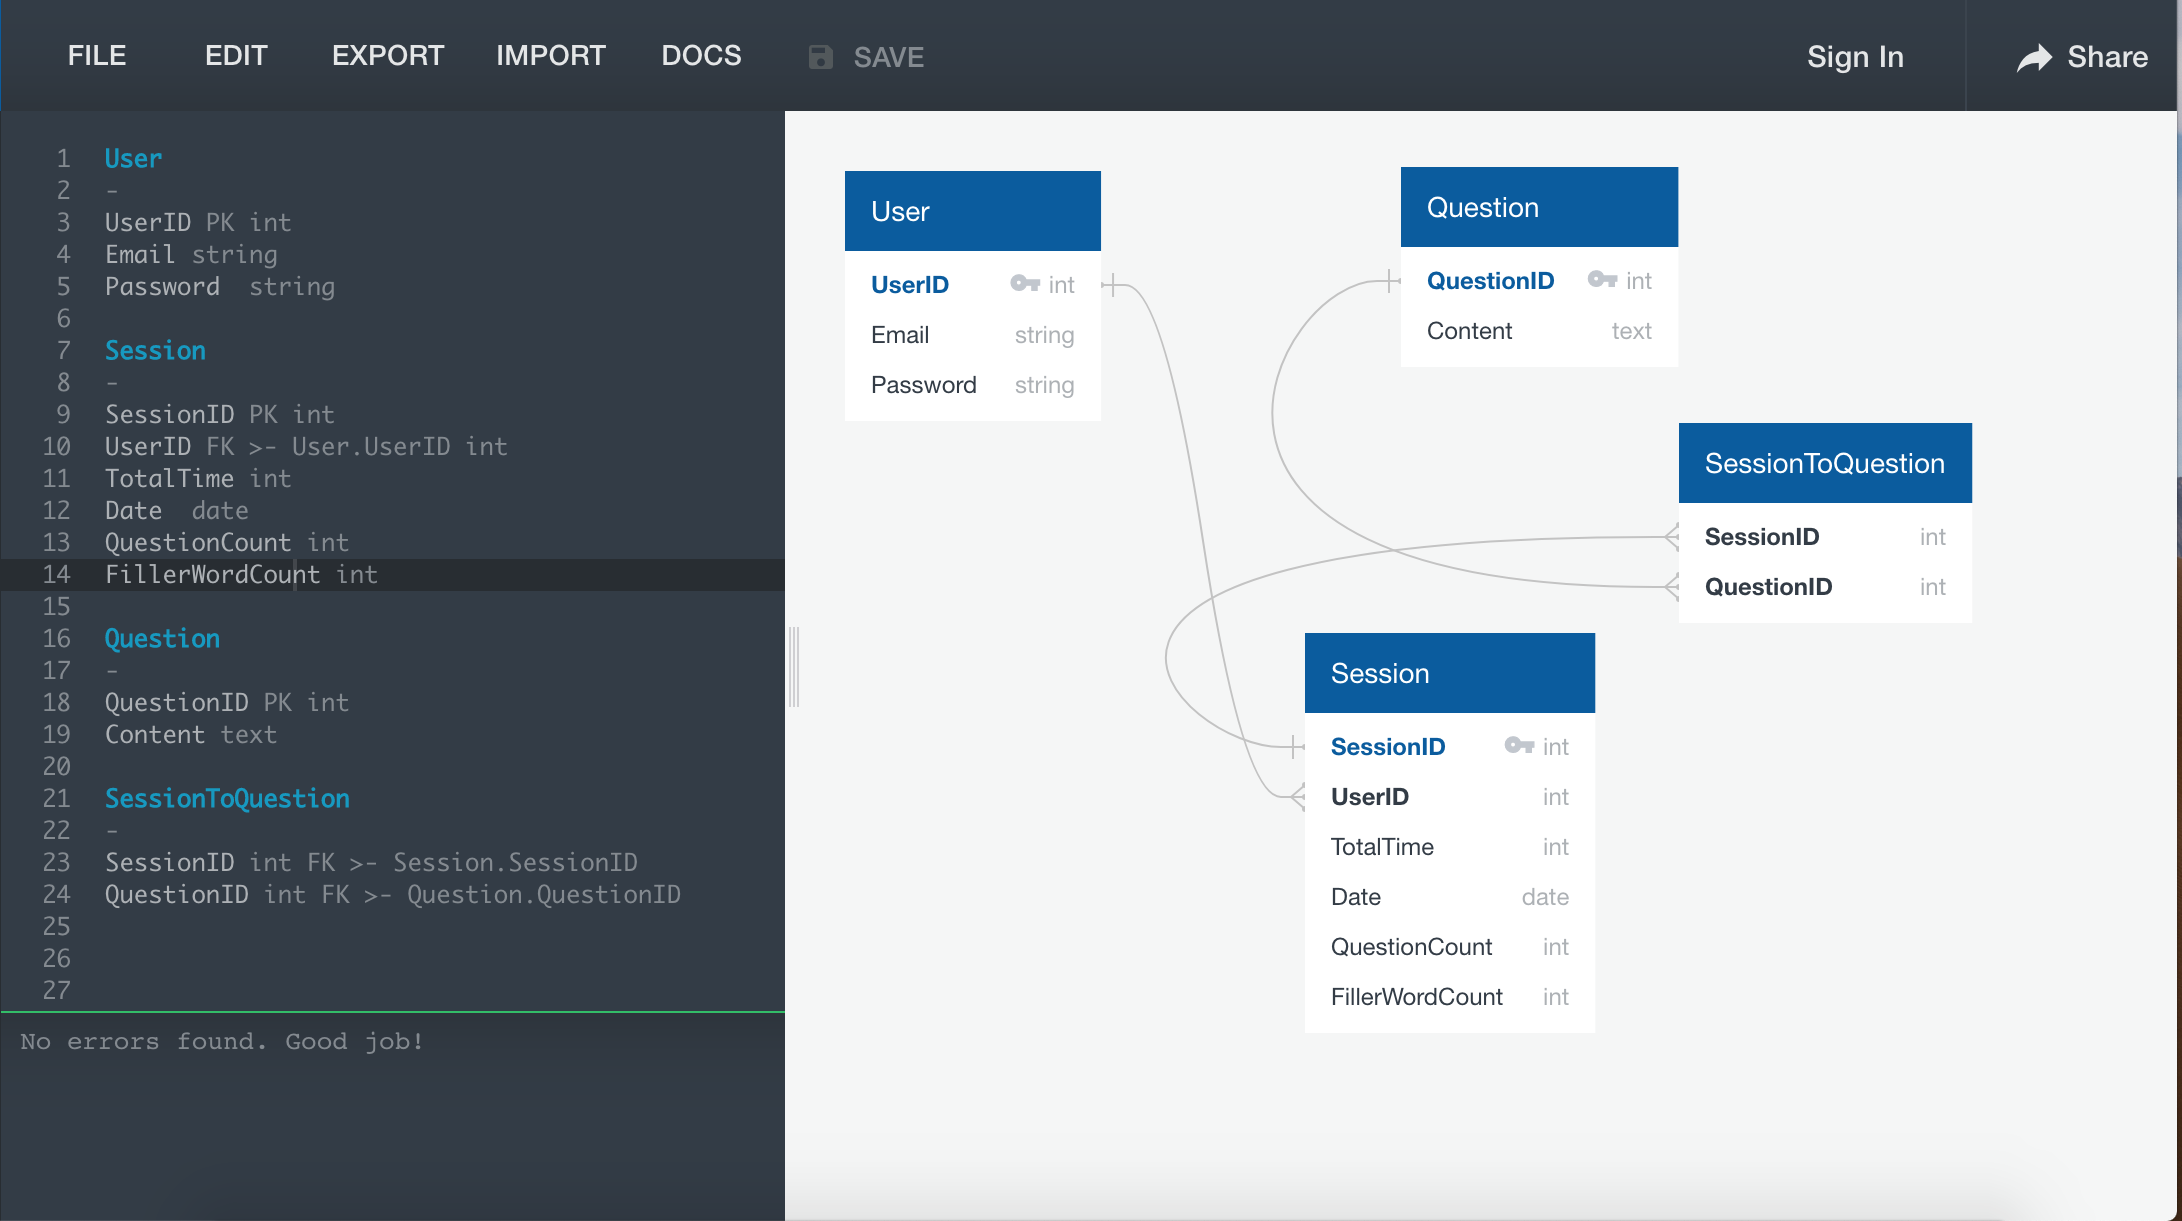 FILE EDIT EXPORT IMPORT DOCS SAVE Sign In Share
1 User
2 -
3 UserID PK int
4 Email string
5 Password  string
6
7 Session
8 -
9 SessionID PK int
10 UserID FK >- User.UserID int
11 TotalTime int
12 Date  date
13 QuestionCount int
14 FillerWordCount int
15
16 Question
17 -
18 QuestionID PK int
19 Content text
20
21 SessionToQuestion
22 -
23 SessionID int FK >- Session.SessionID
24 QuestionID int FK >- Question.QuestionID
25
26
27
No errors found. Good job!
User
UserID int
Email string
Password string
Question
QuestionID int
Content text
SessionToQuestion
SessionID int
QuestionID int
Session
SessionID int
UserID int
TotalTime int
Date date
QuestionCount int
FillerWordCount int